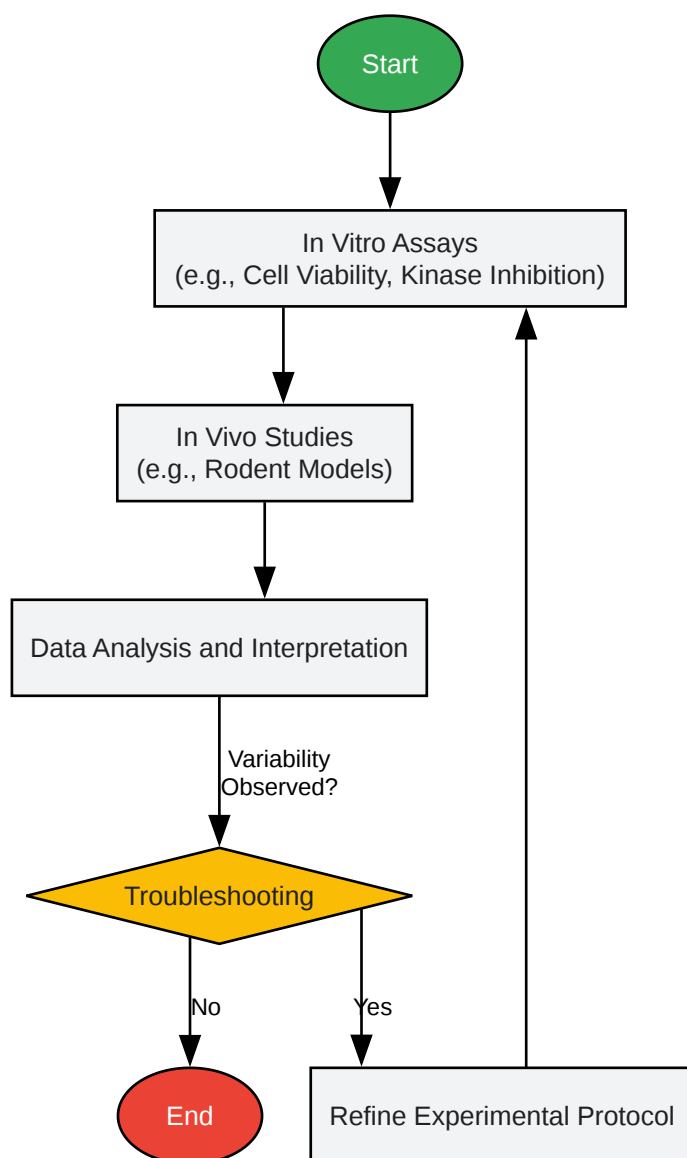 Start
In Vitro Assays
(e.g., Cell Viability, Kinase Inhibition)
In Vivo Studies
(e.g., Rodent Models)
Data Analysis and Interpretation
Variability
Observed?
Troubleshooting
No
Yes
End
Refine Experimental Protocol